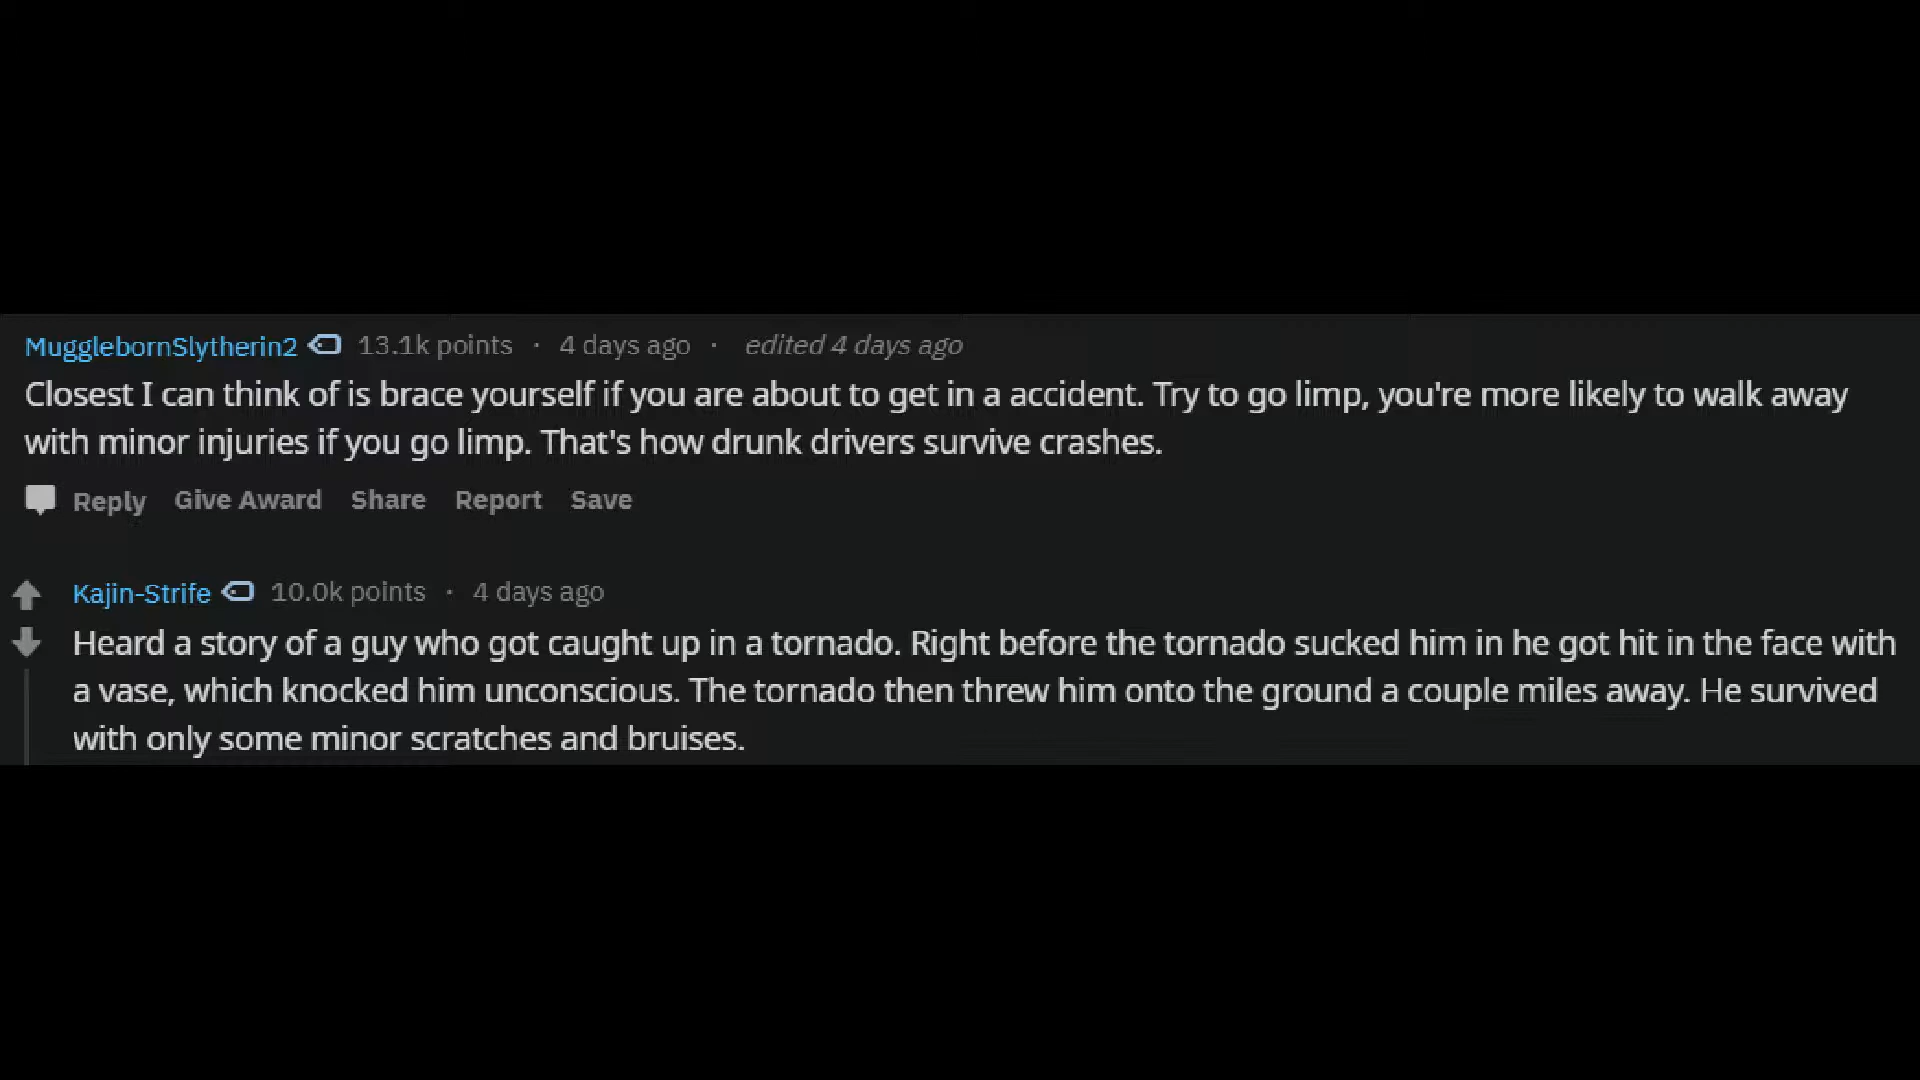 MugglebornSlytherin2 13.1k points · 4 days ago · edited 4 days ago
Closest I can think of is brace yourself if you are about to get in a accident. Try to go limp, you're more likely to walk away
with minor injuries if you go limp. That's how drunk drivers survive crashes.
Reply Give Award Share Report Save
Kajin-Strife 10.0k points · 4 days ago
Heard a story of a guy who got caught up in a tornado. Right before the tornado sucked him in he got hit in the face with
a vase, which knocked him unconscious. The tornado then threw him onto the ground a couple miles away. He survived
with only some minor scratches and bruises.